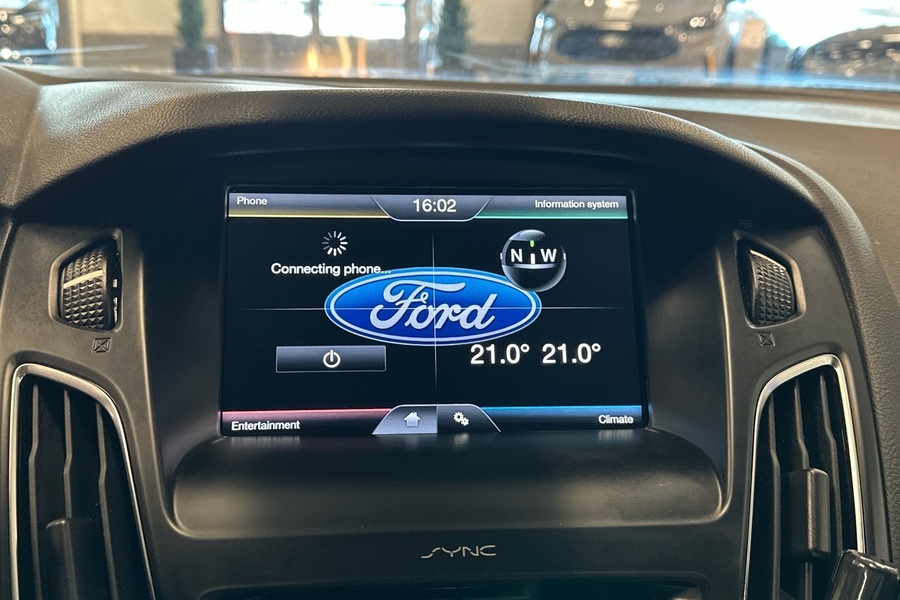 Phone
16:02
Information system
Connecting phone...
N W
Ford
21.0° 21.0°
Entertainment
Climate
SYNC